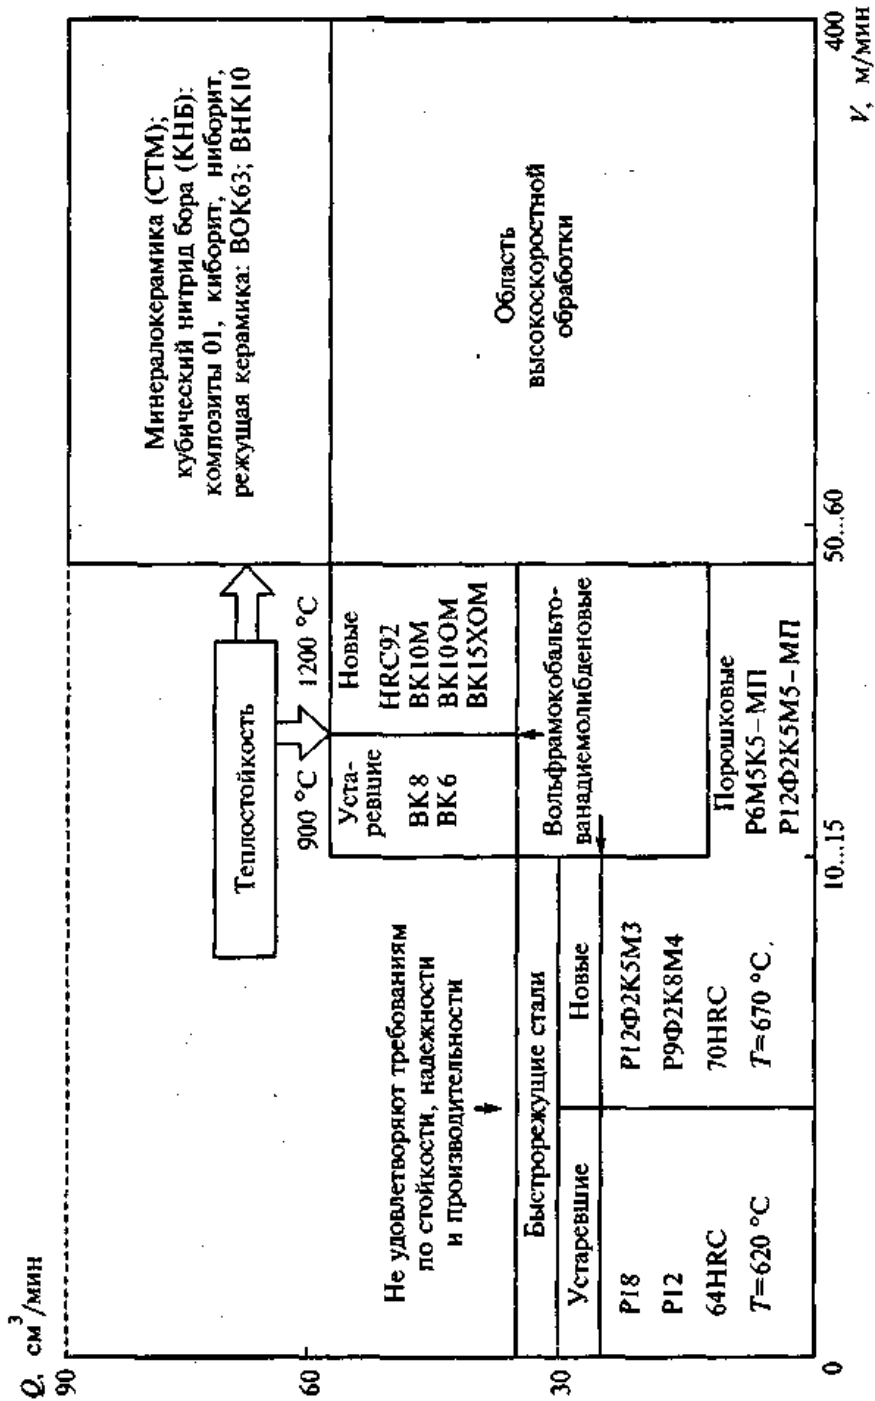 Q, см³/мин
90
60
30
0
10...15
50...60
400
V, м/мин
Теплостойкость
900 °С
1200 °С
Минералокерамика (СТМ);
кубический нитрид бора (КНБ):
композиты 01, киборит, ниборит,
режущая керамика: ВОК63; ВНК10
Не удовлетворяют требованиям
по стойкости, надежности
и производительности
Уста-
ревшие
ВК8
ВК6
Новые
HRC92
ВК10М
ВК10ОМ
ВК15ХОМ
Область
высокоскоростной
обработки
Быстрорежущие стали
Устаревшие
Р18
Р12
64HRC
T=620 °С
Новые
Р12Ф2К5М3
Р9Ф2К8М4
70HRC
T=670 °С.
Вольфрамокобальто-
ванадиемолибденовые
Порошковые
Р6М5К5–МП
Р12Ф2К5М5–МП